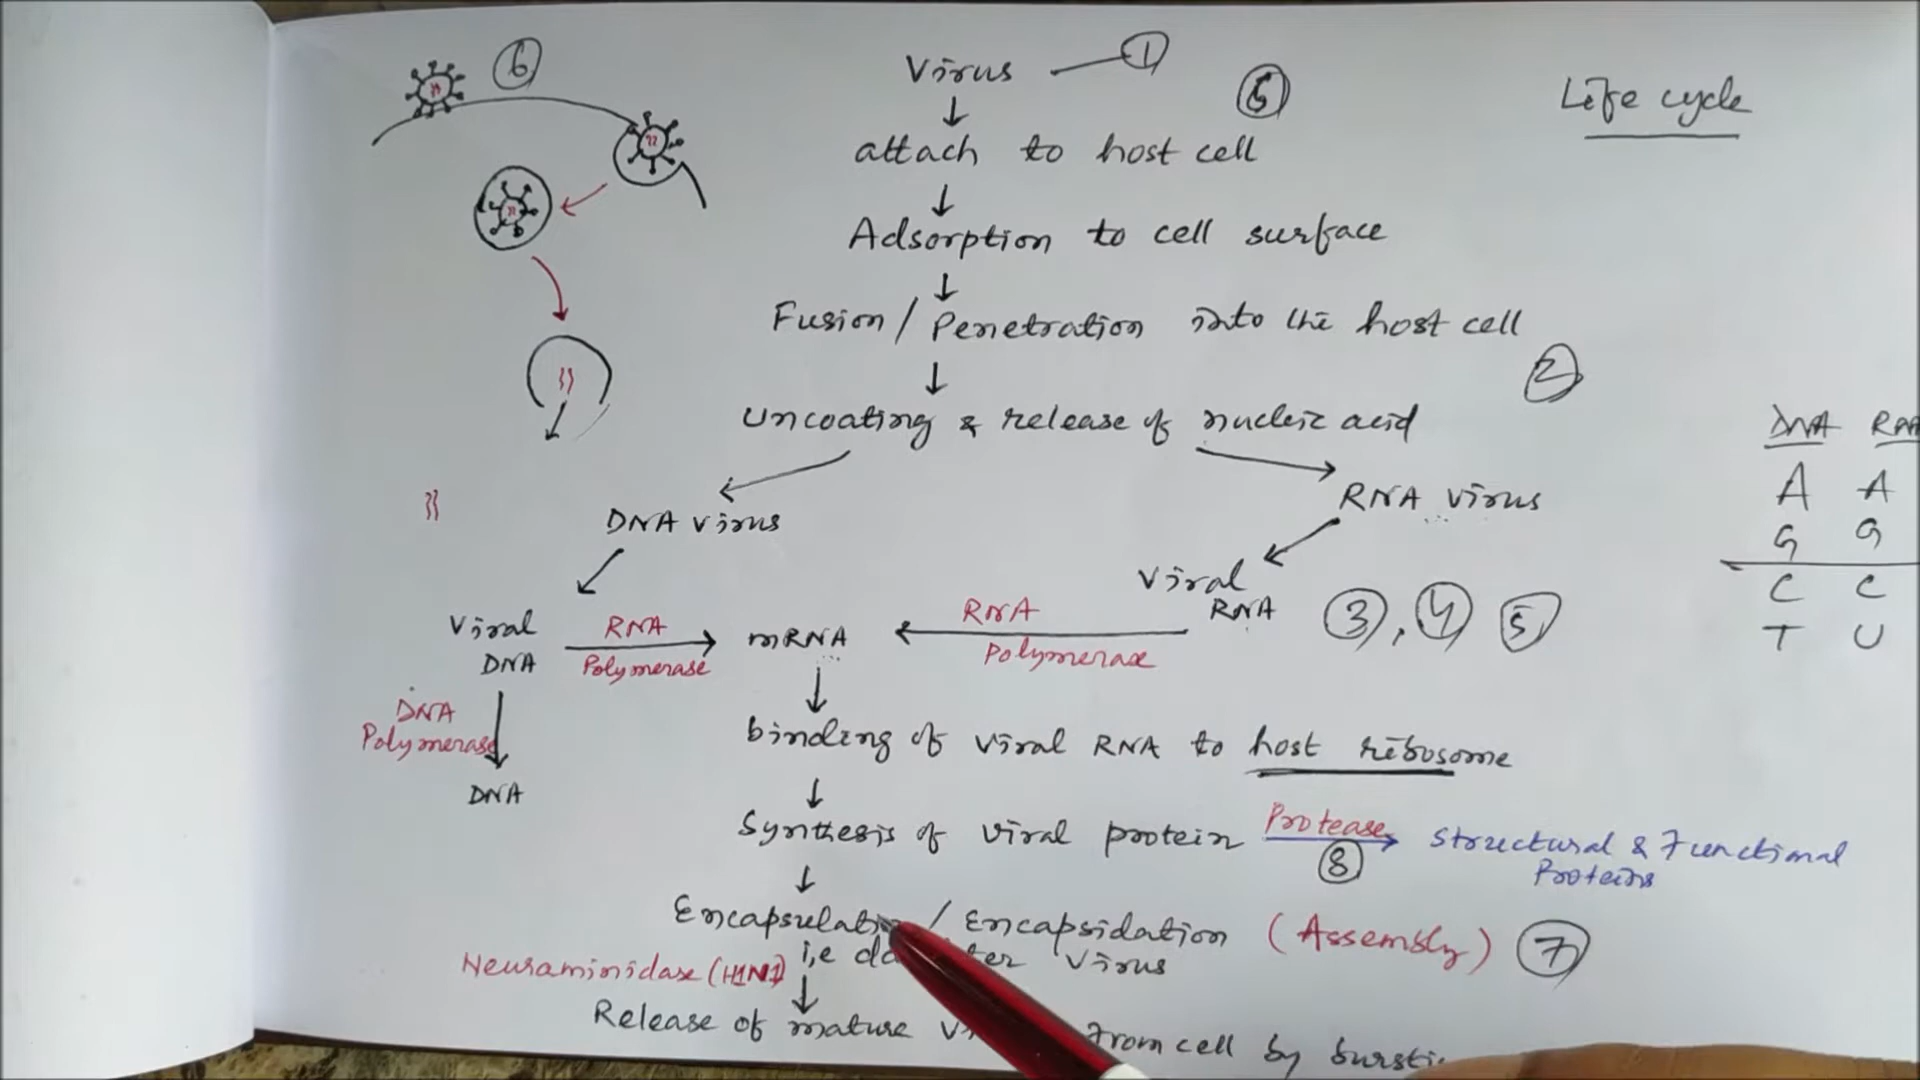 6
Virus
1
6
Life cycle
attach to host cell
Adsorption to cell surface
Fusion / Penetration into the host cell
2
Uncoating & release of nucleic acid
DNA virus
RNA virus
Viral DNA
RNA Polymerase
mRNA
RNA Polymerase
Viral RNA
3, 4 5
DNA Polymerase
DNA
binding of viral RNA to host ribosome
Synthesis of viral protein
Protease
8
Structural & Functional Proteins
/ Encapsidation (Assembly) 7
Neuraminidase (H1N1)
i,e
virus
Release of mature
from cell by
DNA
A A
G G
C C
T U